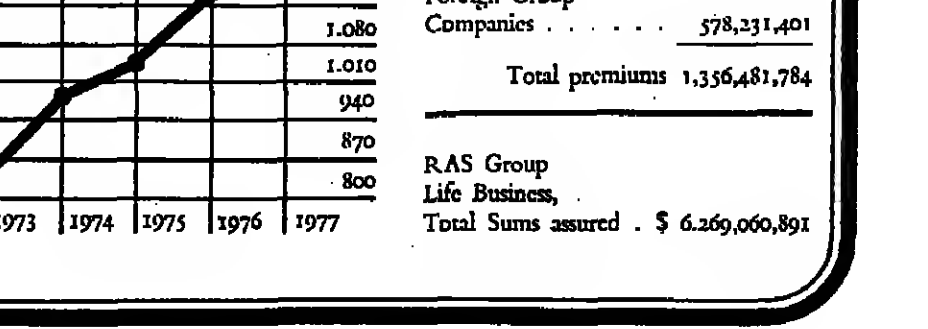 1.080
1.010
940
870
800
1973 1974 1975 1976 1977
Companies . . . . . . 578,231,401
Total premiums 1,356,481,784
RAS Group
Life Business,
Total Sums assured . $ 6.269,060,891